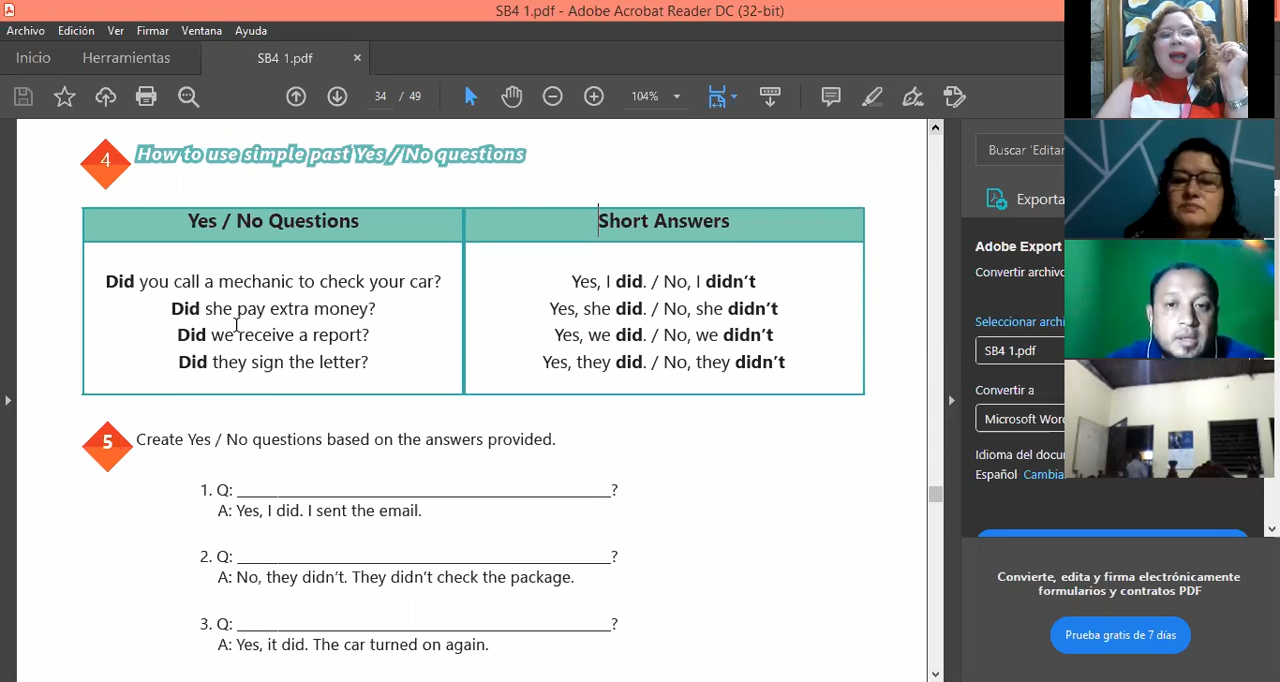 SB4 1.pdf - Adobe Acrobat Reader DC (32-bit)
Archivo Edición Ver Firmar Ventana Ayuda
Inicio Herramientas SB4 1.pdf ×
34 / 49 104%
4 How to use simple past Yes / No questions
Yes / No Questions Short Answers
Did you call a mechanic to check your car? Yes, I did. / No, I didn't
Did she pay extra money? Yes, she did. / No, she didn't
Did we receive a report? Yes, we did. / No, we didn't
Did they sign the letter? Yes, they did. / No, they didn't
5 Create Yes / No questions based on the answers provided.
1. Q: ?
A: Yes, I did. I sent the email.
2. Q: ?
A: No, they didn't. They didn't check the package.
3. Q: ?
A: Yes, it did. The car turned on again.
Buscar 'Editar
Exporta
Adobe Export
Convertir archivo
Seleccionar archi
SB4 1.pdf
Convertir a
Microsoft Word
Idioma del docu
Español Cambia
Convierte, edita y firma electrónicamente
formularios y contratos PDF
Prueba gratis de 7 días